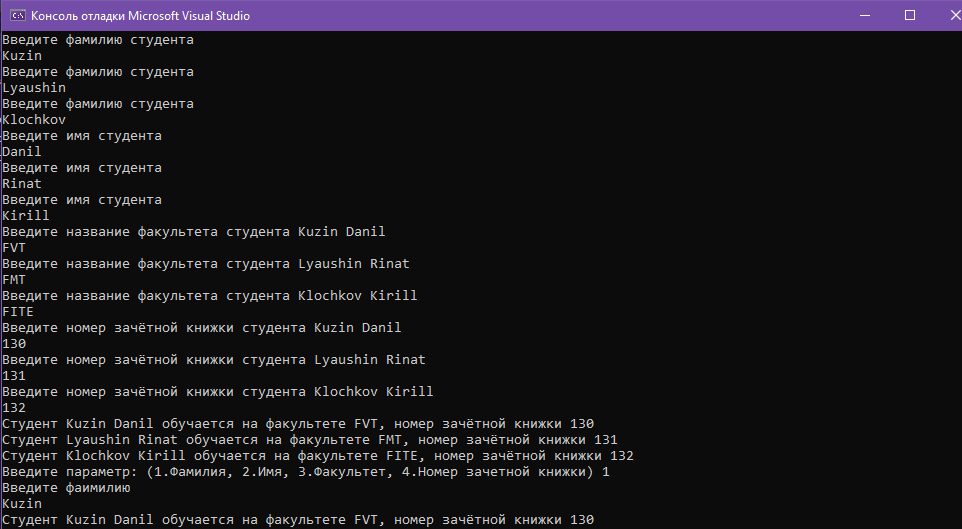 Консоль отладки Microsoft Visual Studio
Введите фамилию студента
Kuzin
Введите фамилию студента
Lyaushin
Введите фамилию студента
Klochkov
Введите имя студента
Danil
Введите имя студента
Rinat
Введите имя студента
Kirill
Введите название факультета студента Kuzin Danil
FVT
Введите название факультета студента Lyaushin Rinat
FMT
Введите название факультета студента Klochkov Kirill
FITE
Введите номер зачётной книжки студента Kuzin Danil
130
Введите номер зачётной книжки студента Lyaushin Rinat
131
Введите номер зачётной книжки студента Klochkov Kirill
132
Студент Kuzin Danil обучается на факультете FVT, номер зачётной книжки 130
Студент Lyaushin Rinat обучается на факультете FMT, номер зачётной книжки 131
Студент Klochkov Kirill обучается на факультете FITE, номер зачётной книжки 132
Введите параметр: (1.Фамилия, 2.Имя, 3.Факультет, 4.Номер зачетной книжки) 1
Введите фаимилию
Kuzin
Студент Kuzin Danil обучается на факультете FVT, номер зачётной книжки 130